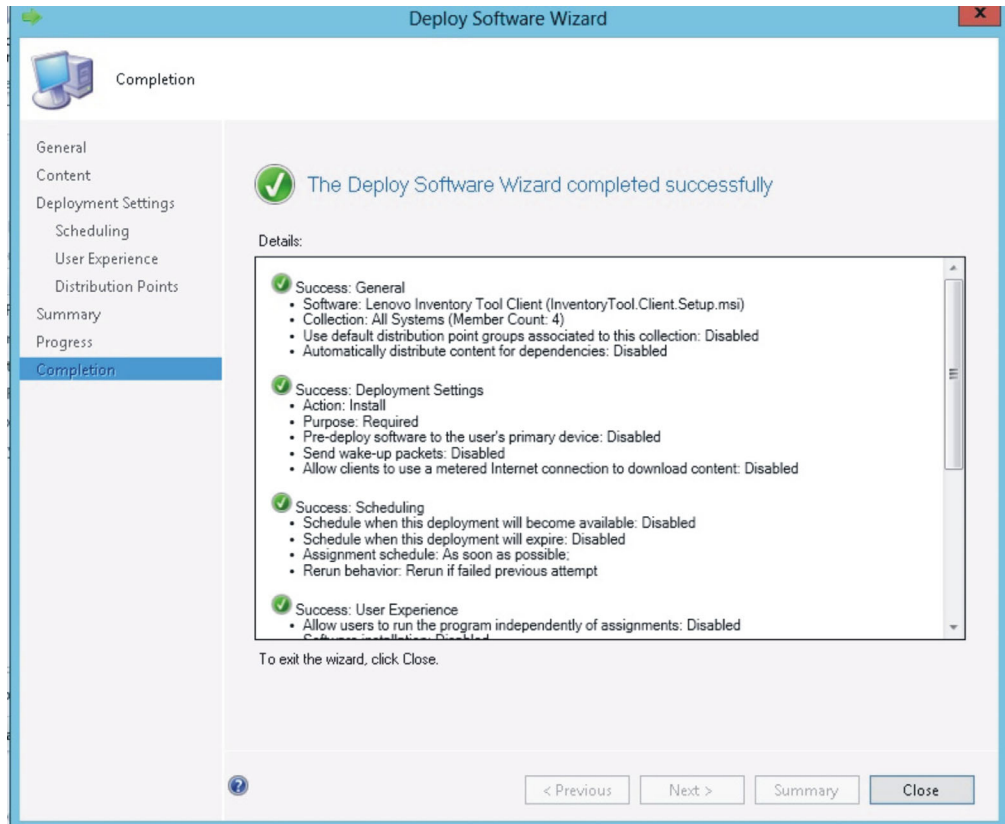 Deploy Software Wizard
x
Completion
General
Content
Deployment Settings
Scheduling
User Experience
Distribution Points
Summary
Progress
Completion
The Deploy Software Wizard completed successfully
Details:
Success: General
• Software: Lenovo Inventory Tool Client (InventoryTool.Client.Setup.msi)
• Collection: All Systems (Member Count: 4)
• Use default distribution point groups associated to this collection: Disabled
• Automatically distribute content for dependencies: Disabled
Success: Deployment Settings
• Action: Install
• Purpose: Required
• Pre-deploy software to the user's primary device: Disabled
• Send wake-up packets: Disabled
• Allow clients to use a metered Internet connection to download content: Disabled
Success: Scheduling
• Schedule when this deployment will become available: Disabled
• Schedule when this deployment will expire: Disabled
• Assignment schedule: As soon as possible;
• Rerun behavior: Rerun if failed previous attempt
Success: User Experience
• Allow users to run the program independently of assignments: Disabled
• Software installation: Disabled
To exit the wizard, click Close.
?
< Previous
Next >
Summary
Close